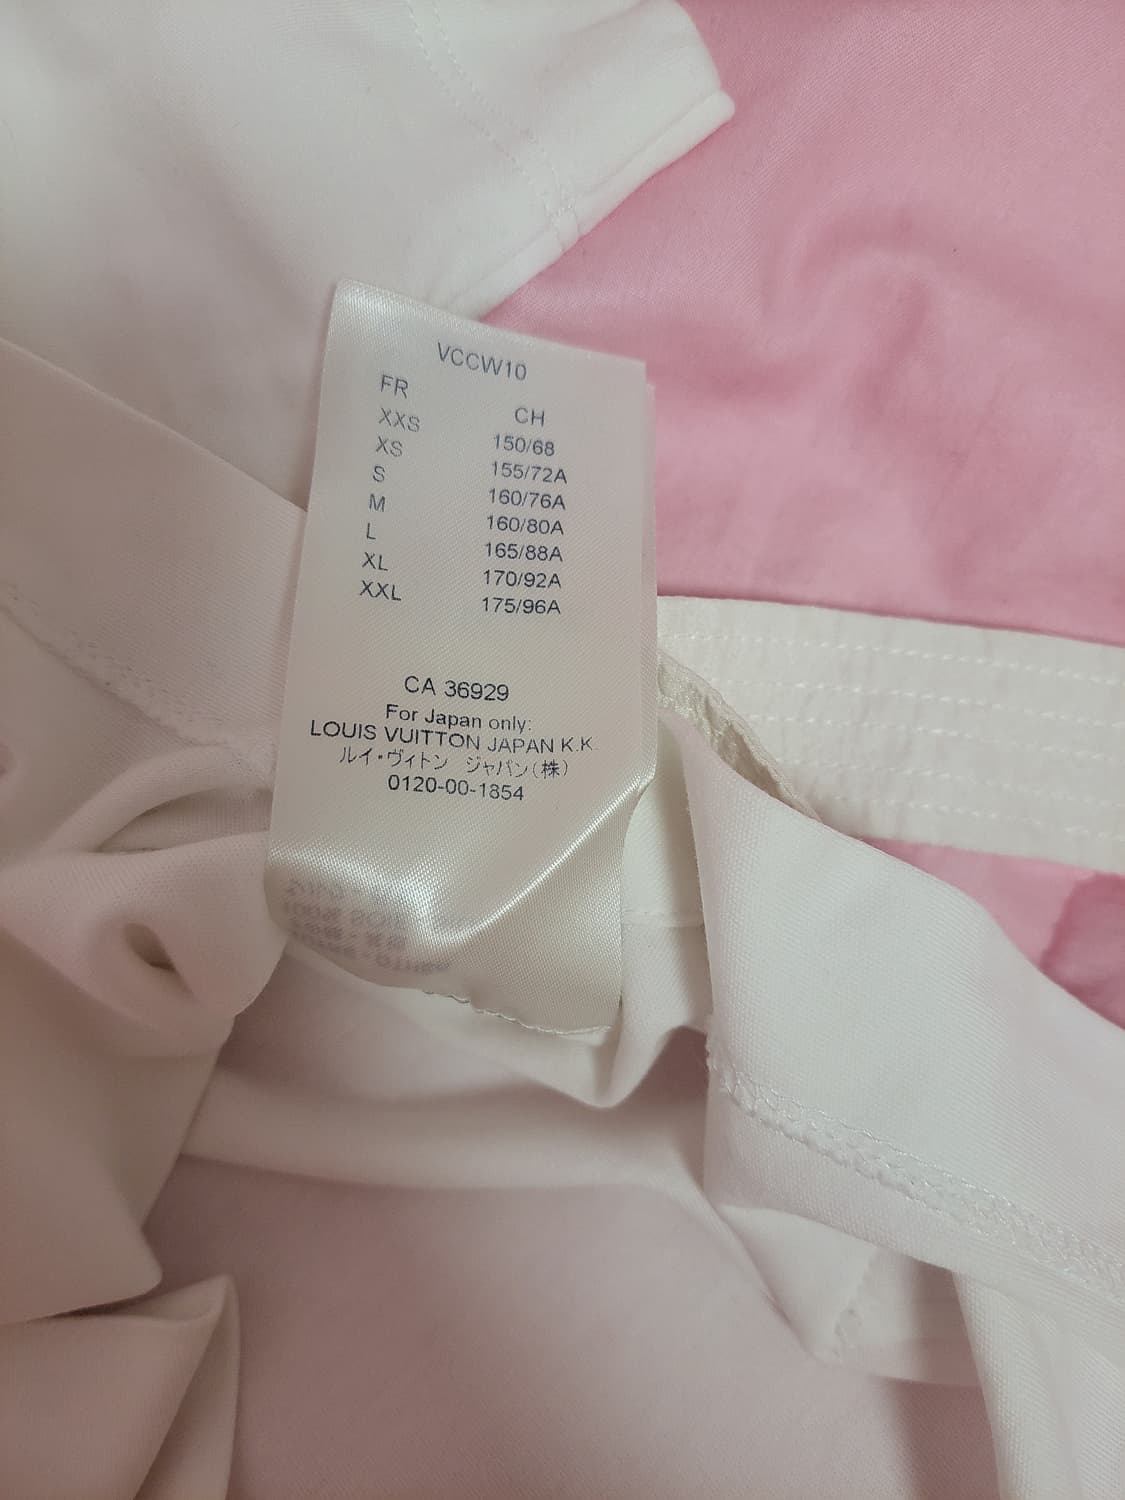 VCCW10
FR CH
XXS 150/68
XS 155/72A
S 160/76A
M 160/80A
L 165/88A
XL 170/92A
XXL 175/96A
CA 36929
For Japan only:
LOUIS VUITTON JAPAN K.K.
ルイ・ヴィトン ジャパン(株)
0120-00-1854